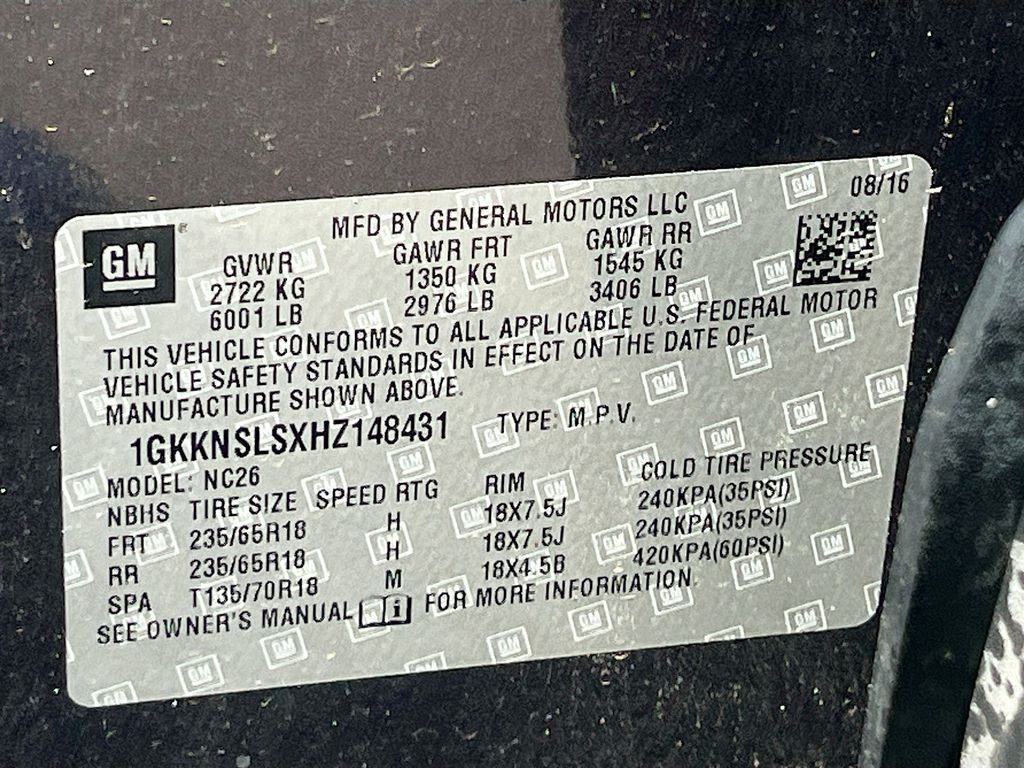 08/16
MFD BY GENERAL MOTORS LLC
GM
GVWR GAWR FRT GAWR RR
2722 KG 1350 KG 1545 KG
6001 LB 2976 LB 3406 LB
THIS VEHICLE CONFORMS TO ALL APPLICABLE U.S. FEDERAL MOTOR
VEHICLE SAFETY STANDARDS IN EFFECT ON THE DATE OF
MANUFACTURE SHOWN ABOVE.
1GKKNSLSXHZ148431 TYPE: M.P.V.
MODEL: NC26
NBHS TIRE SIZE SPEED RTG RIM COLD TIRE PRESSURE
FRT 235/65R18 H 18X7.5J 240KPA(35PSI)
RR 235/65R18 H 18X7.5J 240KPA(35PSI)
SPA T135/70R18 M 18X4.5B 420KPA(60PSI)
SEE OWNER'S MANUAL i FOR MORE INFORMATION